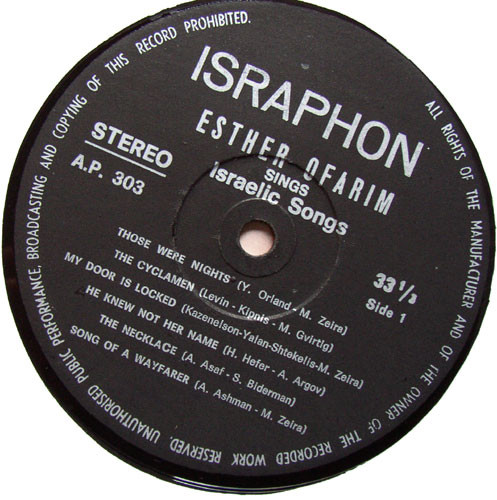 ISRAPHON
ESTHER OFARIM
SINGS
Israelic Songs
STEREO
A.P. 303
33 1/3
Side 1
THOSE WERE NIGHTS (Y. Orland - M. Zeira)
THE CYCLAMEN (Levin - Kipnis - M. Gvirtig)
MY DOOR IS LOCKED (Kazenelson-Yalan-Shtekelis-M. Zeira)
HE KNEW NOT HER NAME (H. Hefer - A. Argov)
THE NECKLACE (A. Asaf - S. Biderman)
SONG OF A WAYFARER (A. Ashman - M. Zeira)
ALL RIGHTS OF THE MANUFACTURER AND OF THE OWNER OF THE RECORDED WORK RESERVED. UNAUTHORISED PUBLIC PERFORMANCE, BROADCASTING AND COPYING OF THIS RECORD PROHIBITED.